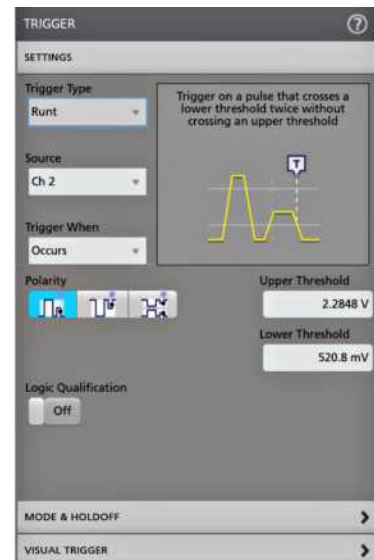 TRIGGER
?
SETTINGS
Trigger Type
Runt
Trigger on a pulse that crosses a
lower threshold twice without
crossing an upper threshold
T
Source
Ch 2
Trigger When
Occurs
Polarity
Upper Threshold
2.2848 V
Lower Threshold
520.8 mV
Logic Qualification
Off
MODE & HOLDOFF
VISUAL TRIGGER